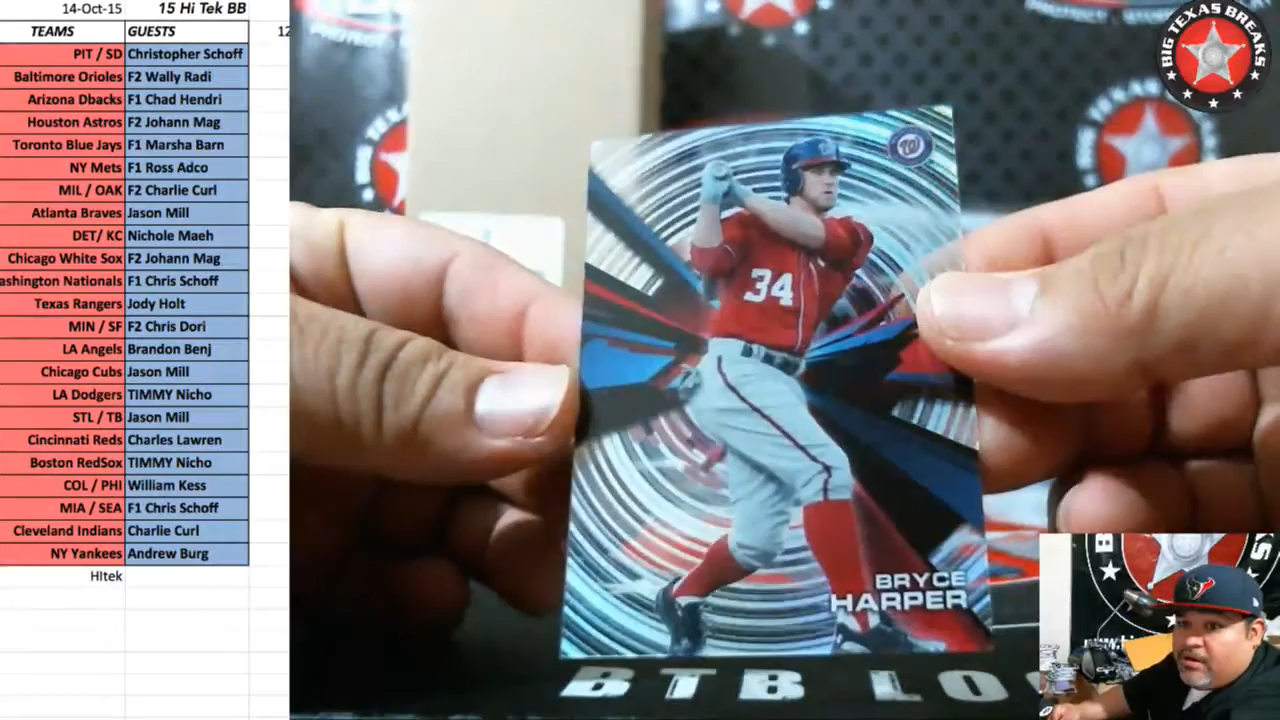 14-Oct-15 15 Hi Tek BB
TEAMS GUESTS 12
PIT / SD Christopher Schoff
Baltimore Orioles F2 Wally Radi
Arizona Dbacks F1 Chad Hendri
Houston Astros F2 Johann Mag
Toronto Blue Jays F1 Marsha Barn
NY Mets F1 Ross Adco
MIL / OAK F2 Charlie Curl
Atlanta Braves Jason Mill
DET/ KC Nichole Maeh
Chicago White Sox F2 Johann Mag
ashington Nationals F1 Chris Schoff
Texas Rangers Jody Holt
MIN / SF F2 Chris Dori
LA Angels Brandon Benj
Chicago Cubs Jason Mill
LA Dodgers TIMMY Nicho
STL / TB Jason Mill
Cincinnati Reds Charles Lawren
Boston RedSox TIMMY Nicho
COL / PHI William Kess
MIA / SEA F1 Chris Schoff
Cleveland Indians Charlie Curl
NY Yankees Andrew Burg
HItek
BIG TEXAS BREAKS
W
34
BRYCE
HARPER
BTB LO